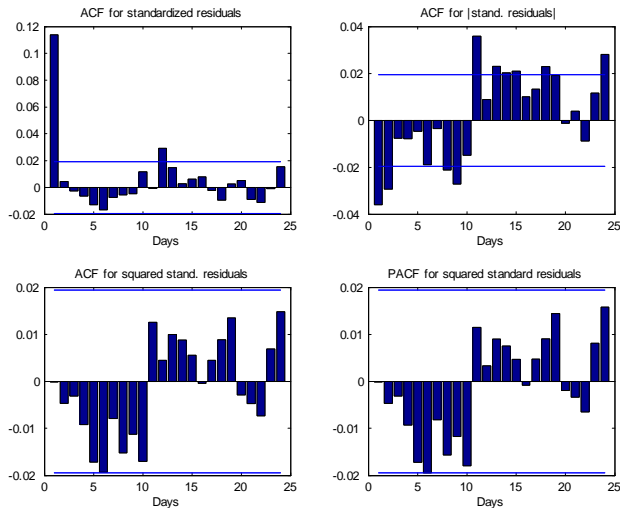 ACF for standardized residuals
0.12
0.1
0.08
0.06
0.04
0.02
0
-0.02
0 5 10 15 20 25
Days
ACF for |stand. residuals|
0.04
0.02
0
-0.02
-0.04
0 5 10 15 20 25
Days
ACF for squared stand. residuals
0.02
0.01
0
-0.01
-0.02
0 5 10 15 20 25
Days
PACF for squared standard residuals
0.02
0.01
0
-0.01
-0.02
0 5 10 15 20 25
Days